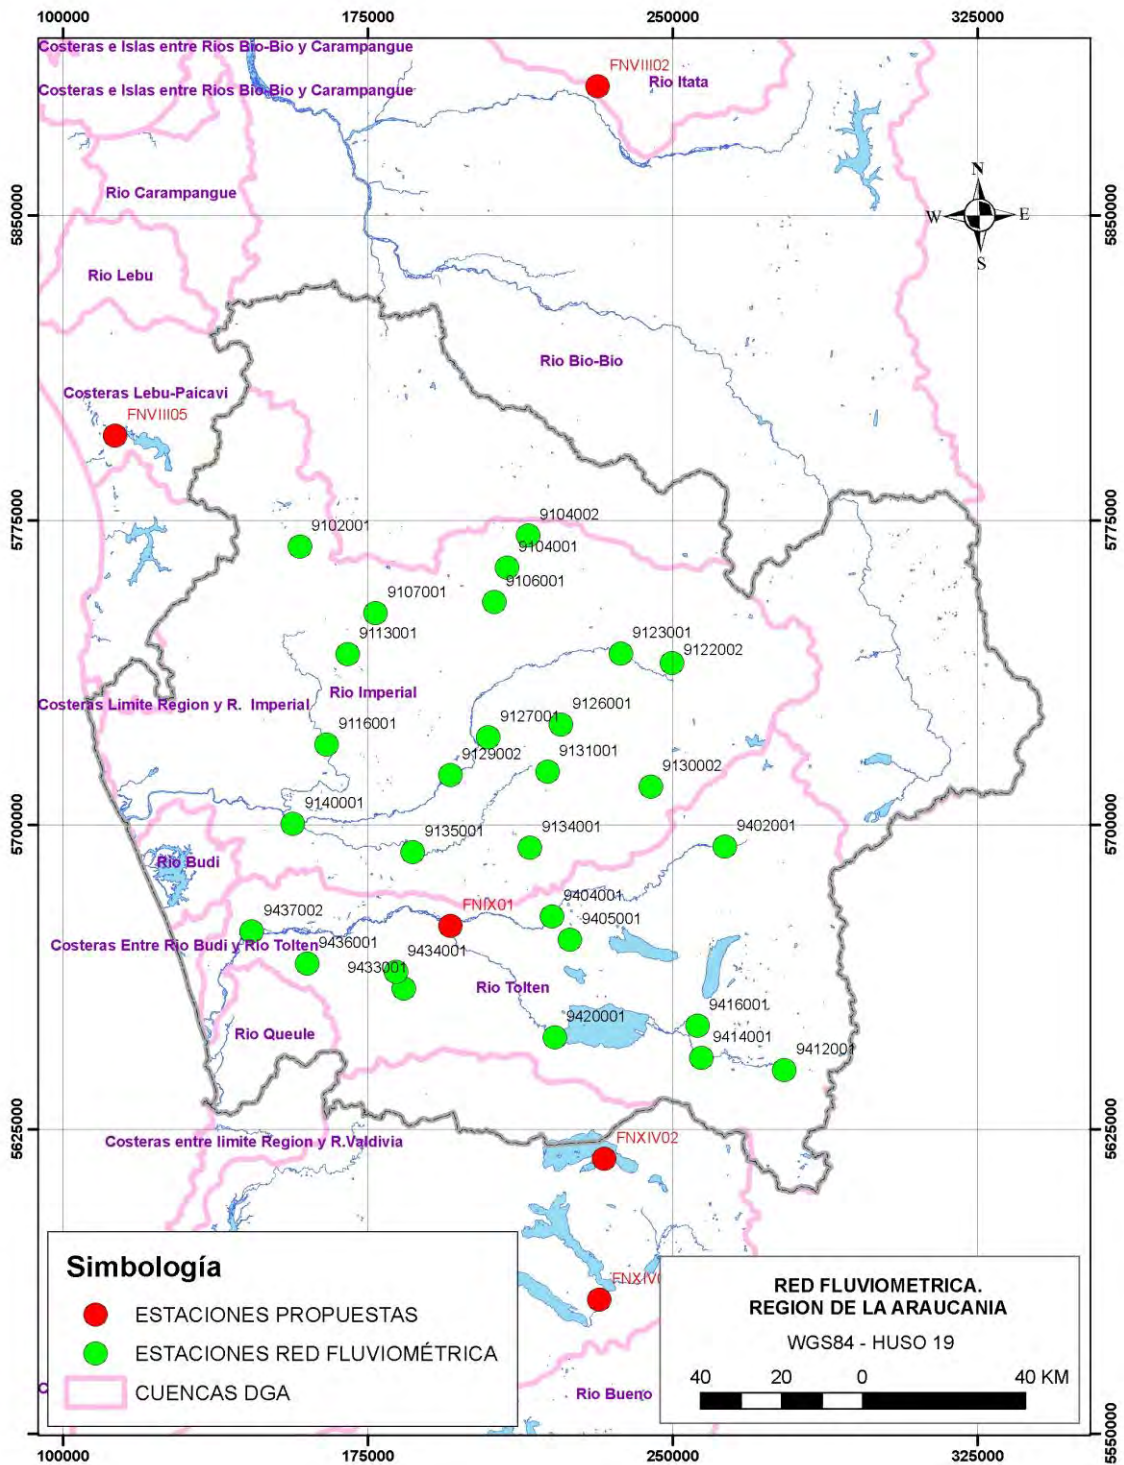 100000 175000 250000 325000
Costeras e Islas entre Ríos Bio-Bio y Carampangue
FNVIII02
Rio Itata
Costeras e Islas entre Ríos Bio-Bio y Carampangue
Rio Carampangue
N
W E
S
5850000 5850000
Rio Lebu
Rio Bio-Bio
Costeras Lebu-Paicavi
FNVIII05
9104002
5775000 5775000
9102001
9104001
9106001
9107001
9113001
9123001
9122002
Rio Imperial
Costeras Limite Region y R. Imperial
9126001
9127001
9116001
9129002
9131001
9130002
9140001
5700000 5700000
9135001
9134001
9402001
Rio Budi
9404001
FNIX01
9405001
9437002
Costeras Entre Rio Budi y Rio Tolten
9436001
9434001
9433001
Rio Tolten
9416001
9420001
Rio Queule
9414001
9412001
5625000 5625000
FNXIV02
Costeras entre limite Region y R.Valdivia
Simbología
ESTACIONES PROPUESTAS
ESTACIONES RED FLUVIOMÉTRICA
CUENCAS DGA
RED FLUVIOMETRICA.
REGION DE LA ARAUCANIA
WGS84 - HUSO 19
40 20 0 40 KM
Rio Bueno
5550000 5550000
100000 175000 250000 325000